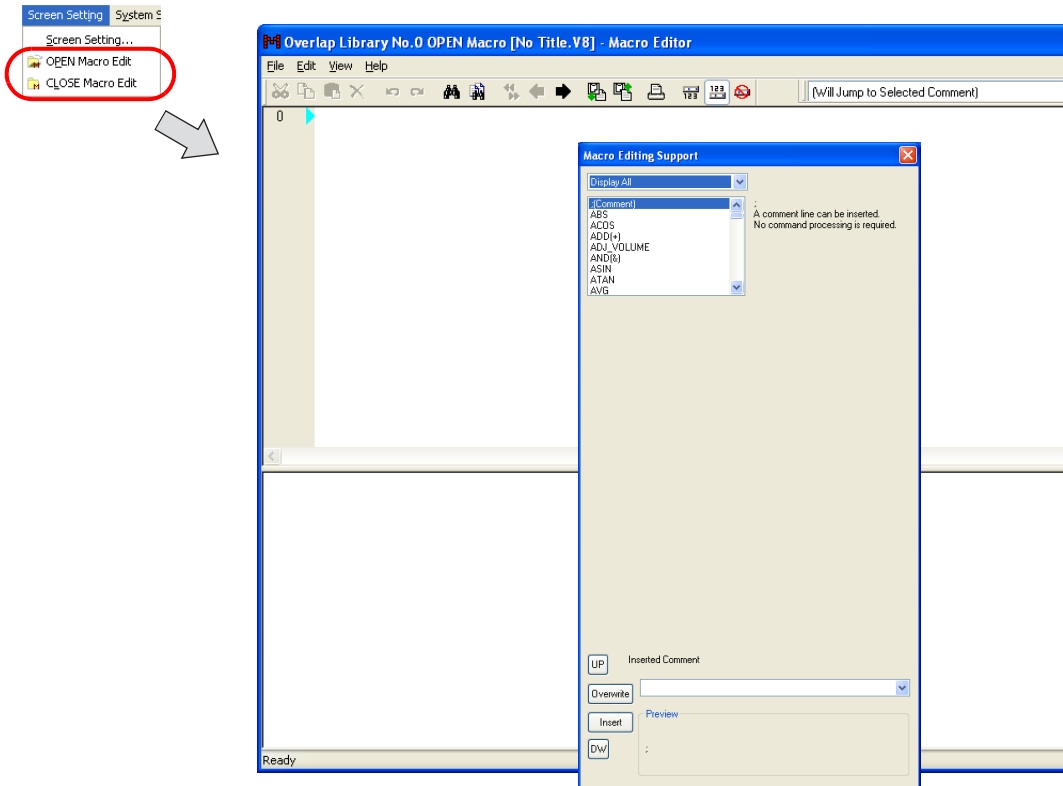 Screen Setting System S
Screen Setting...
OPEN Macro Edit
CLOSE Macro Edit
Overlap Library No.0 OPEN Macro [No Title.V8] - Macro Editor
File Edit View Help
(Will Jump to Selected Comment)
0
Macro Editing Support
Display All
;(Comment)
ABS
ACOS
ADD(+)
ADJ_VOLUME
AND(&)
ASIN
ATAN
AVG
;
A comment line can be inserted.
No command processing is required.
UP
Inserted Comment
Overwrite
Insert
Preview
DW
;
Ready